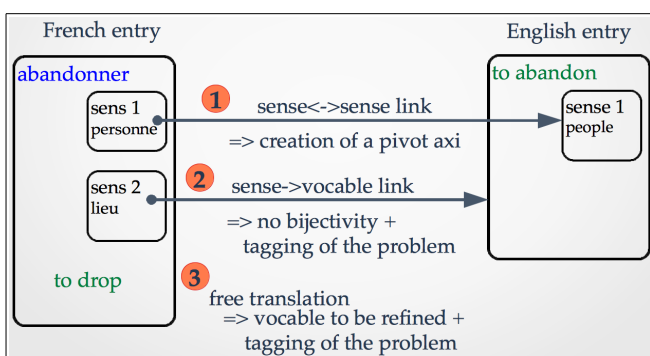 French entry
English entry
abandonner
to abandon
sens 1
personne
1
sense<->sense link
=> creation of a pivot axi
sense 1
people
sens 2
lieu
2
sense->vocable link
=> no bijectivity +
tagging of the problem
to drop
3
free translation
=> vocable to be refined +
tagging of the problem